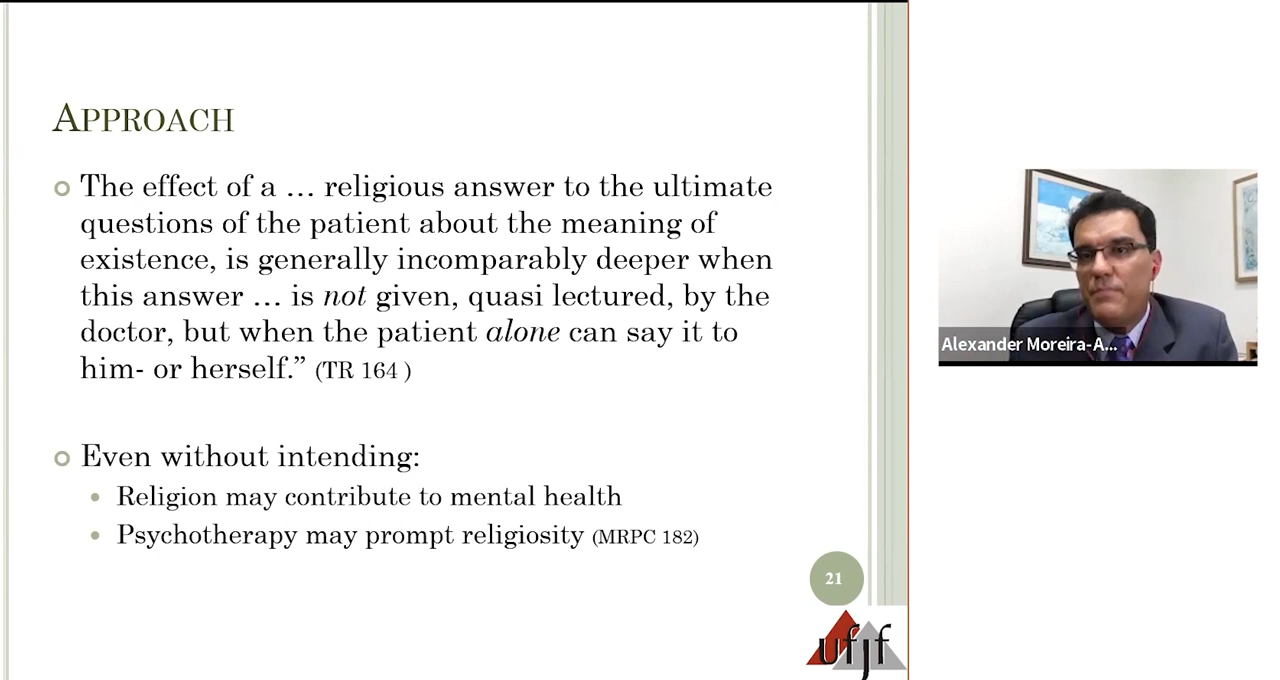 APPROACH
The effect of a … religious answer to the ultimate
questions of the patient about the meaning of
existence, is generally incomparably deeper when
this answer … is not given, quasi lectured, by the
doctor, but when the patient alone can say it to
him- or herself.” (TR 164 )
Even without intending:
Religion may contribute to mental health
Psychotherapy may prompt religiosity (MRPC 182)
21
ufjf
Alexander Moreira-A...